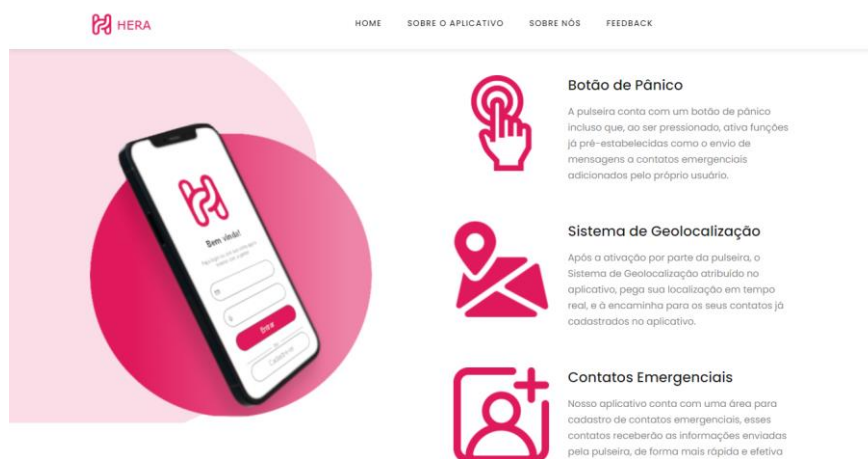 HERA
HOME SOBRE O APLICATIVO SOBRE NÓS FEEDBACK
Bem vindo!
Entrar
Cadastre-se
Botão de Pânico
A pulseira conta com um botão de pânico
incluso que, ao ser pressionado, ativa funções
já pré-estabelecidas como o envio de
mensagens a contatos emergenciais
adicionados pelo próprio usuário.
Sistema de Geolocalização
Após a ativação por parte da pulseira, o
Sistema de Geolocalização atribuído no
aplicativo, pega sua localização em tempo
real, e à encaminha para os seus contatos já
cadastrados no aplicativo.
Contatos Emergenciais
Nosso aplicativo conta com uma área para
cadastro de contatos emergenciais, esses
contatos receberão as informações enviadas
pela pulseira, de forma mais rápida e efetiva